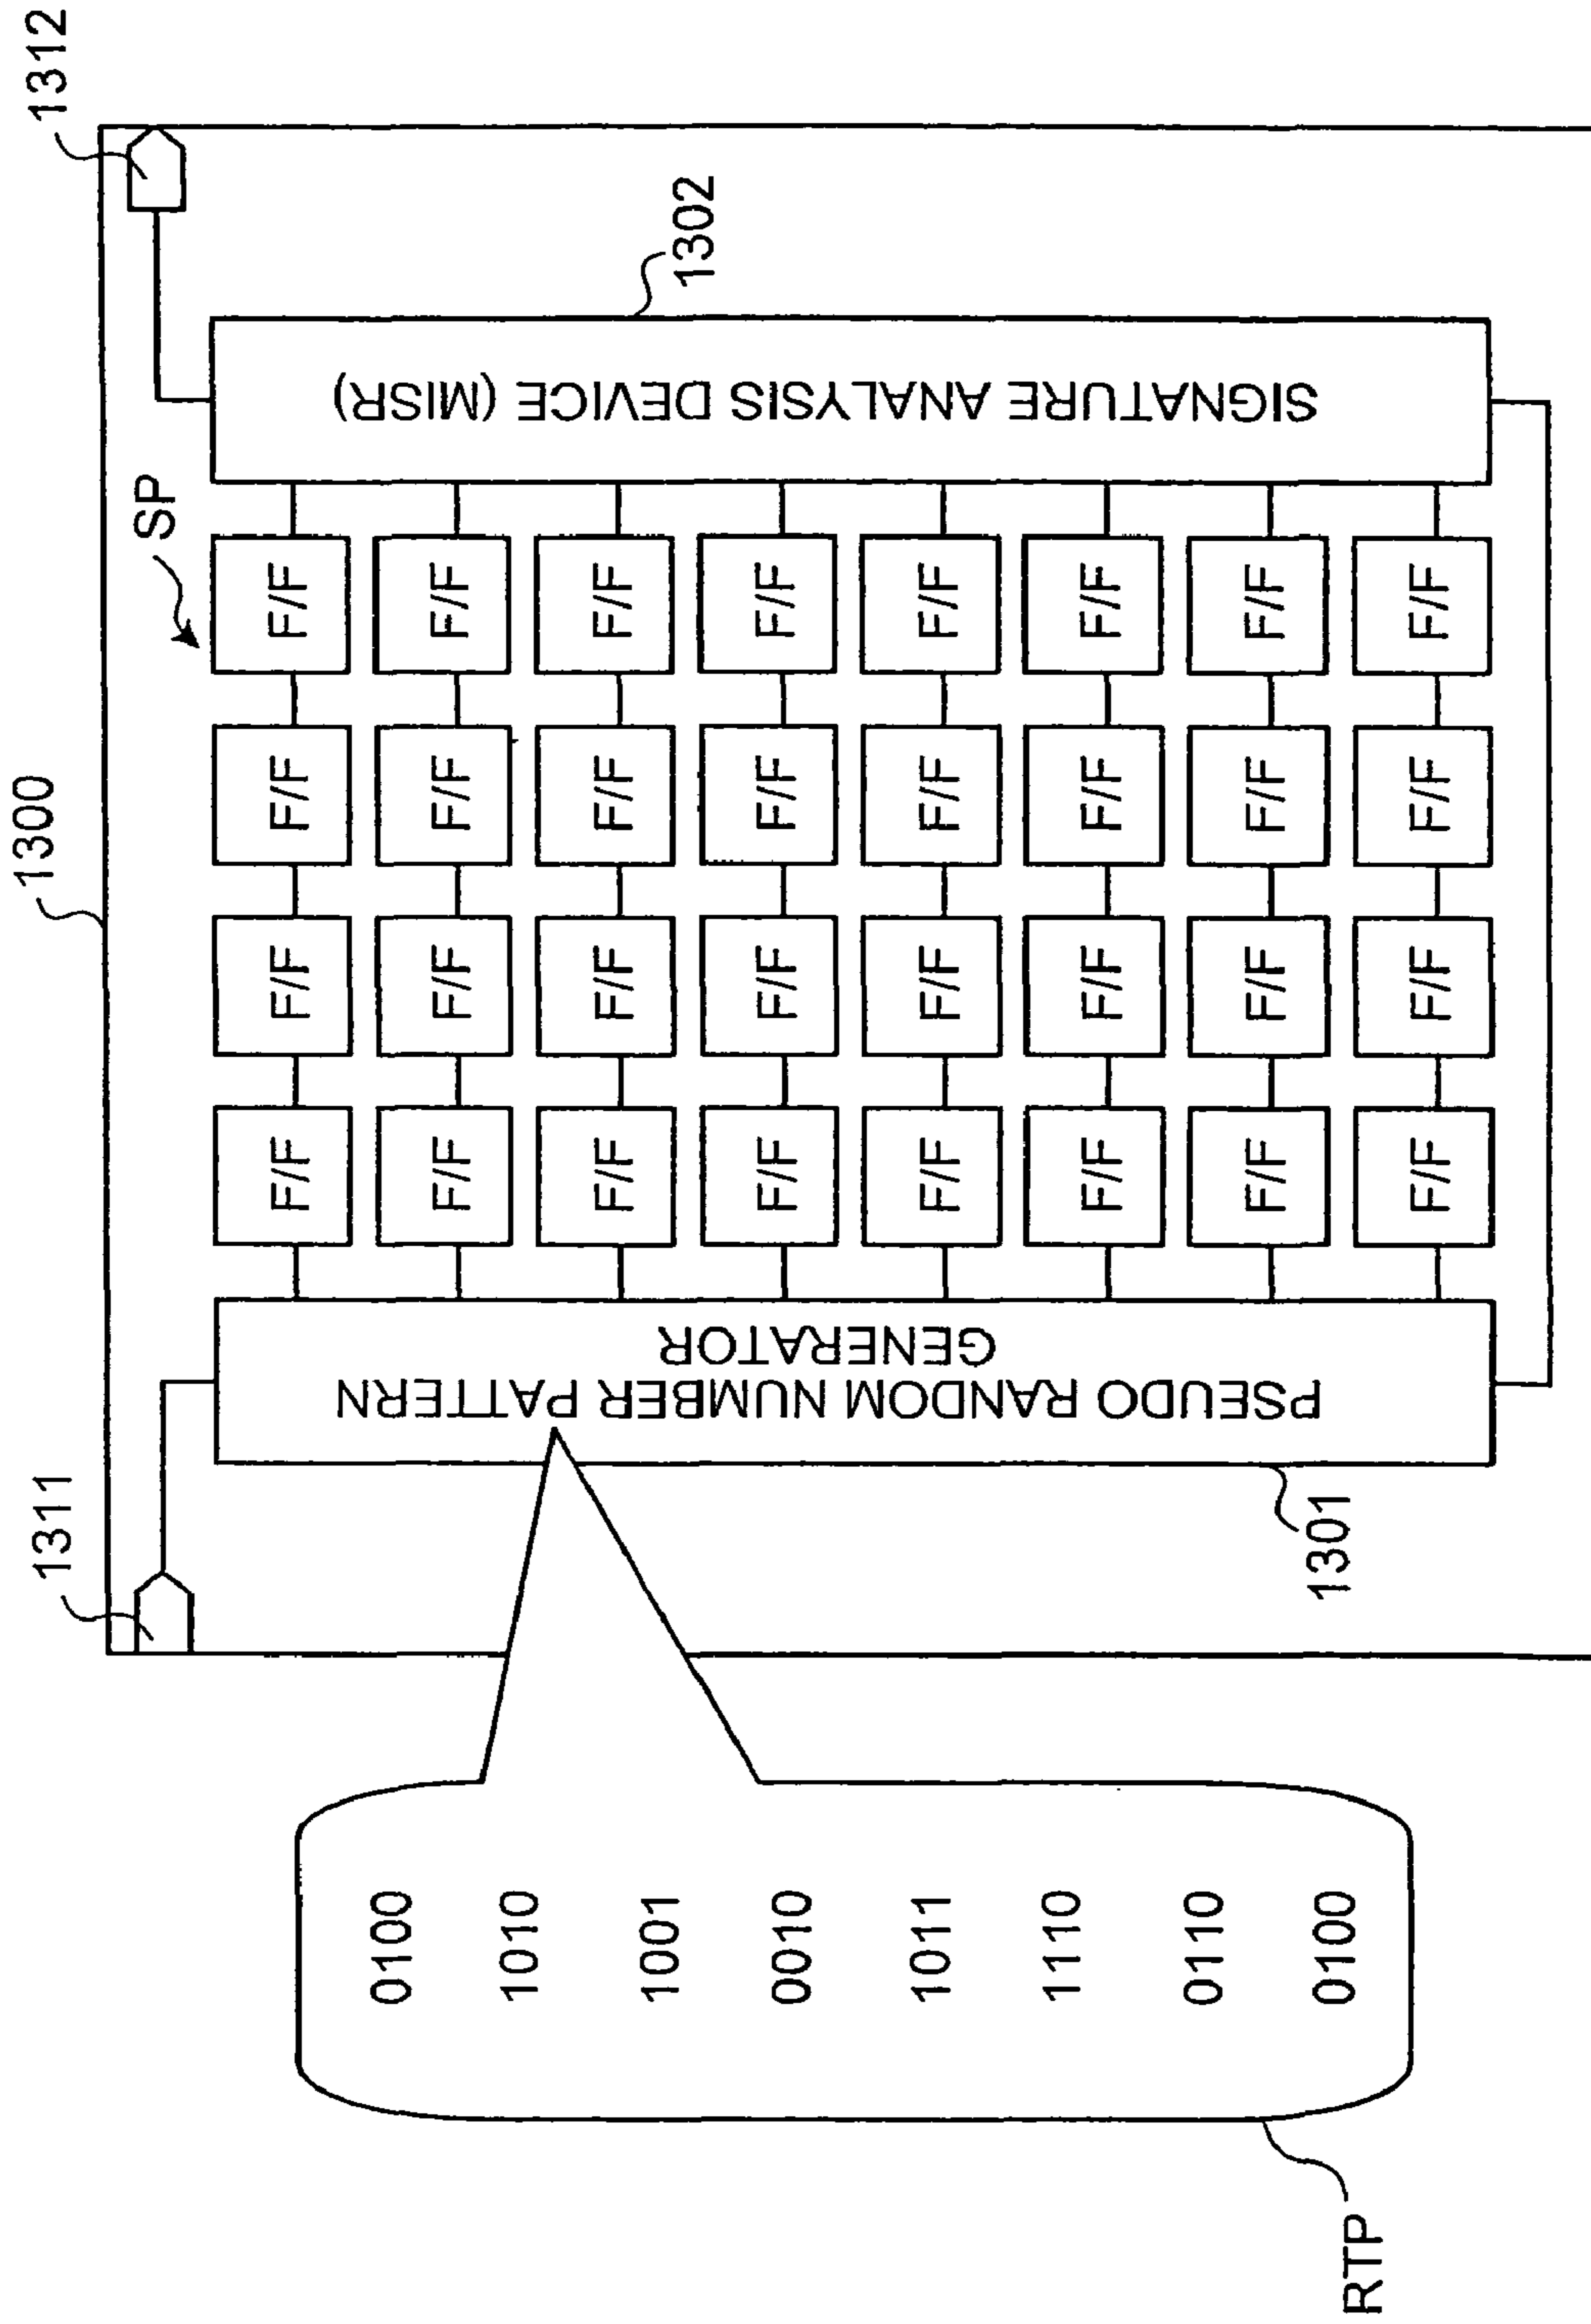 1311
1300
1312
SP
0100
1010
1001
0010
1011
1110
0110
0100
RTP
PSEUDO RANDOM NUMBER PATTERN
GENERATOR
1301
F/F F/F F/F F/F
F/F F/F F/F F/F
F/F F/F F/F F/F
F/F F/F F/F F/F
F/F F/F F/F F/F
F/F F/F F/F F/F
F/F F/F F/F F/F
F/F F/F F/F F/F
SIGNATURE ANALYSIS DEVICE (MISR)
1302